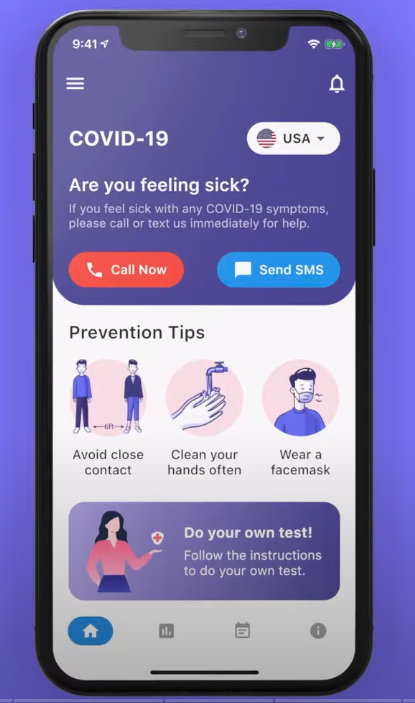 9:41
COVID-19
USA
Are you feeling sick?
If you feel sick with any COVID-19 symptoms,
please call or text us immediately for help.
Call Now
Send SMS
Prevention Tips
6ft
Avoid close
contact
Clean your
hands often
Wear a
facemask
Do your own test!
Follow the instructions
to do your own test.